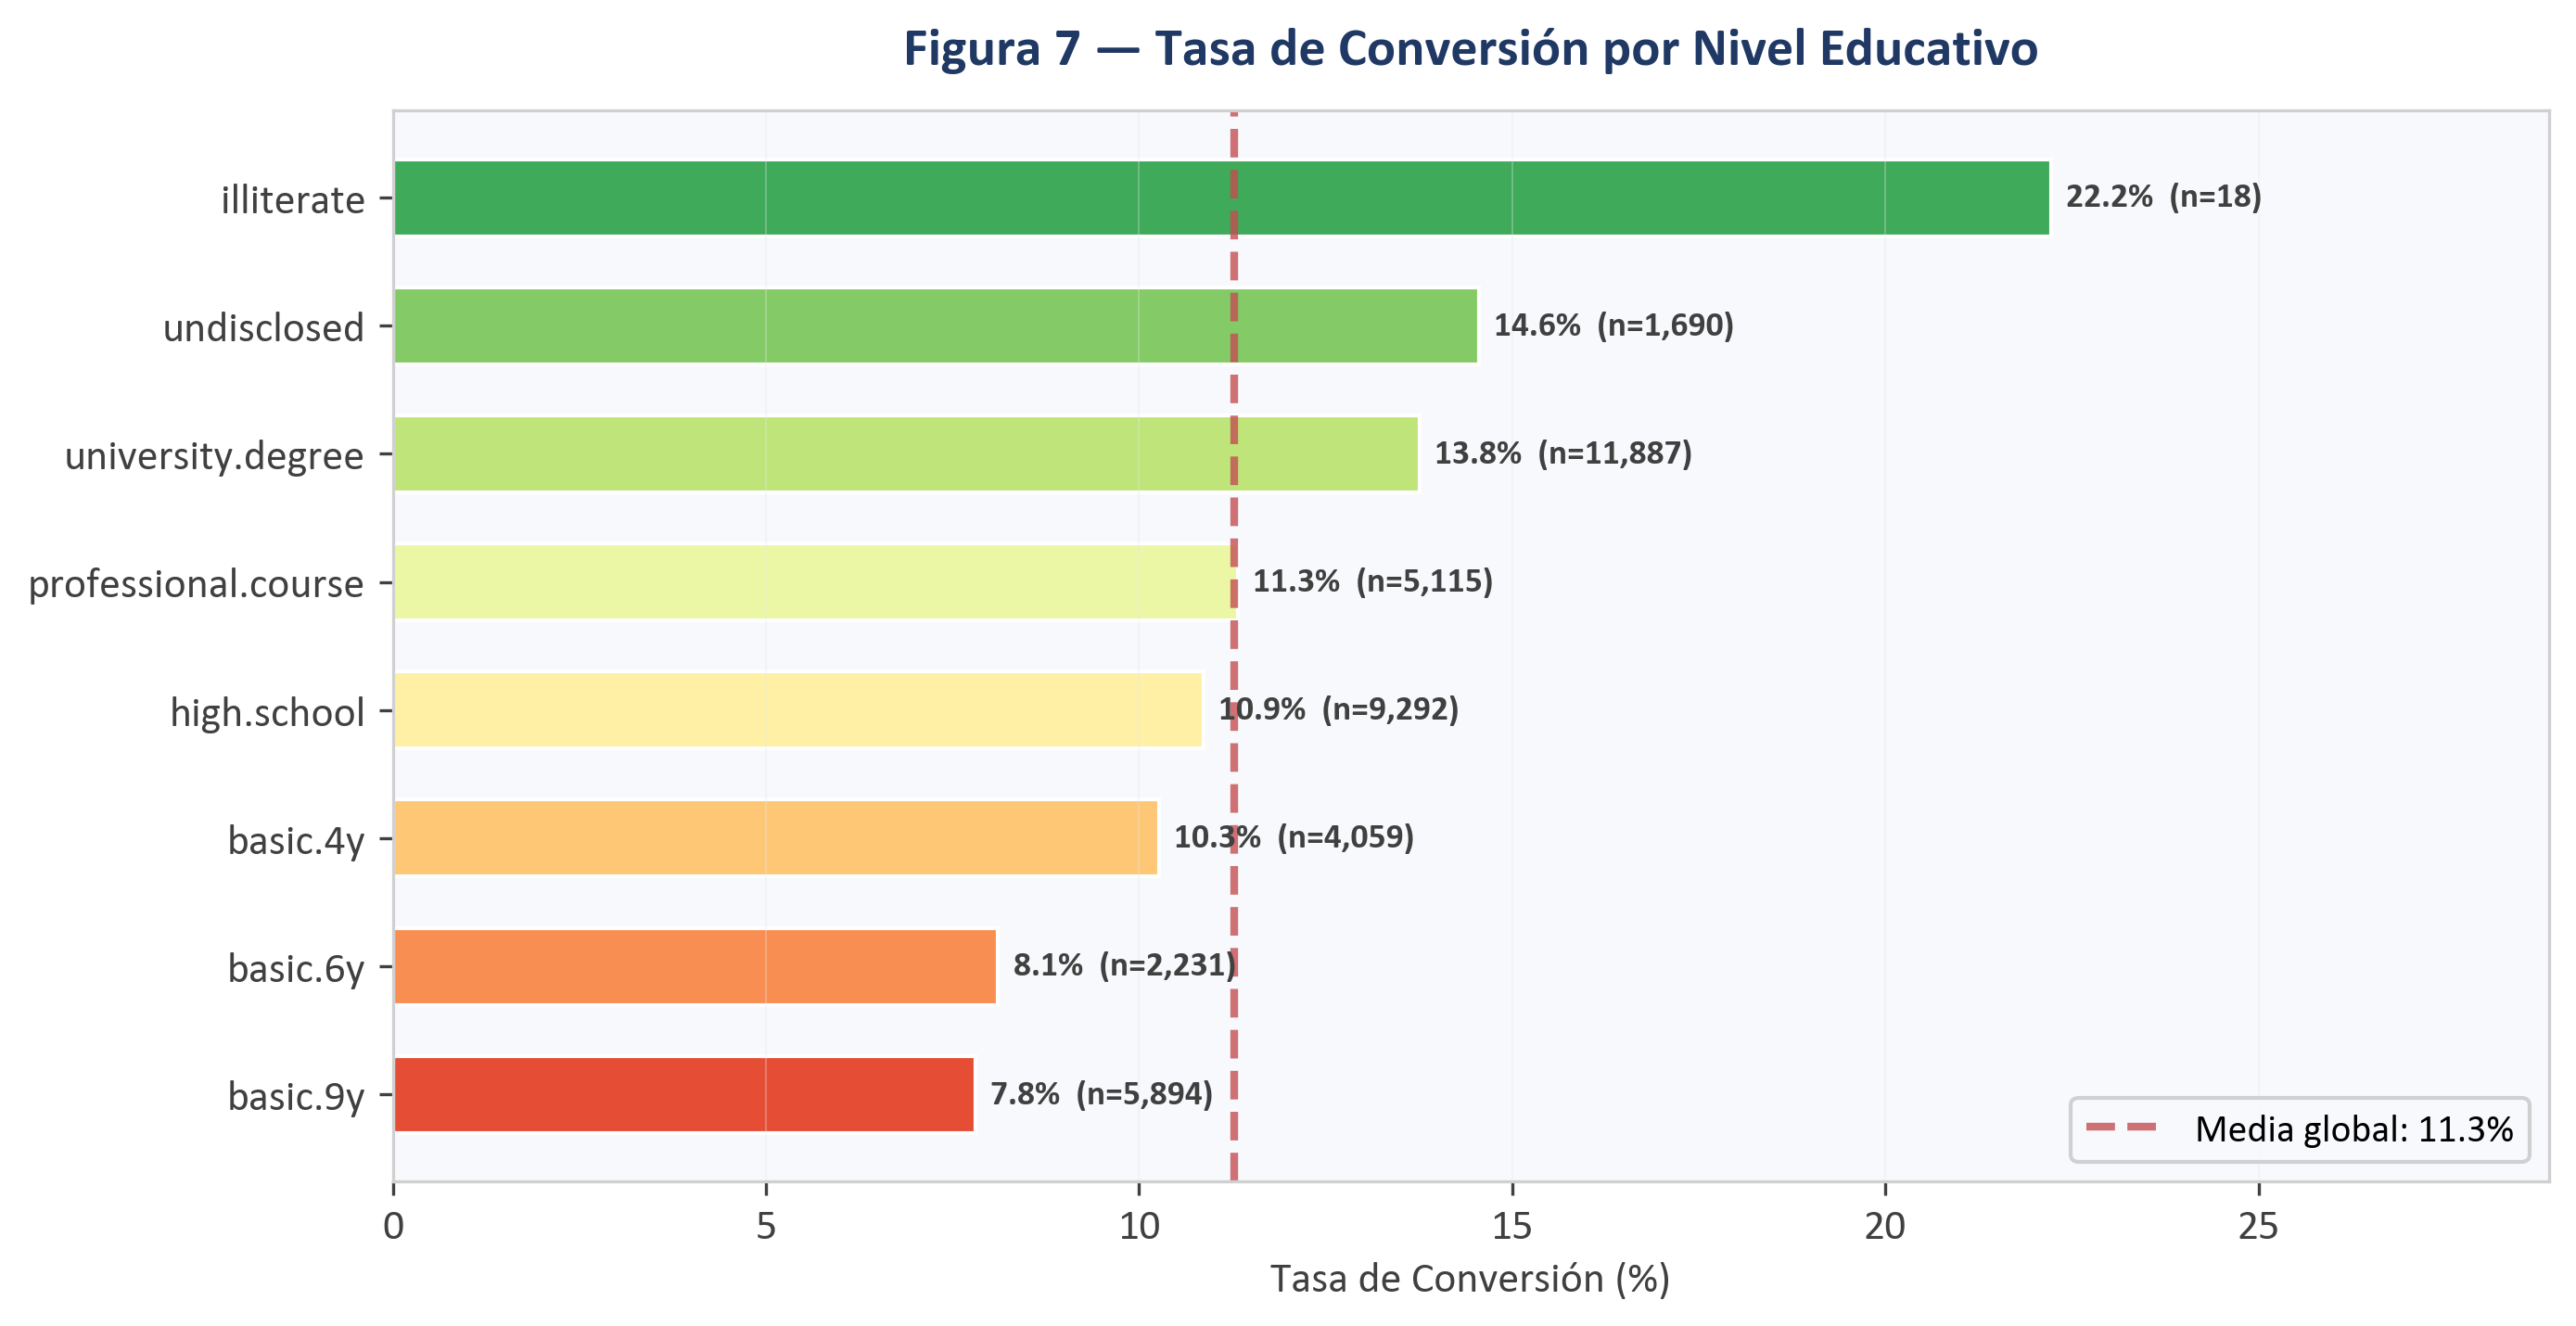 Figura 7 — Tasa de Conversión por Nivel Educativo
illiterate
22.2% (n=18)
undisclosed
14.6% (n=1,690)
university.degree
13.8% (n=11,887)
professional.course
11.3% (n=5,115)
high.school
10.9% (n=9,292)
basic.4y
10.3% (n=4,059)
basic.6y
8.1% (n=2,231)
basic.9y
7.8% (n=5,894)
Media global: 11.3%
0 5 10 15 20 25
Tasa de Conversión (%)